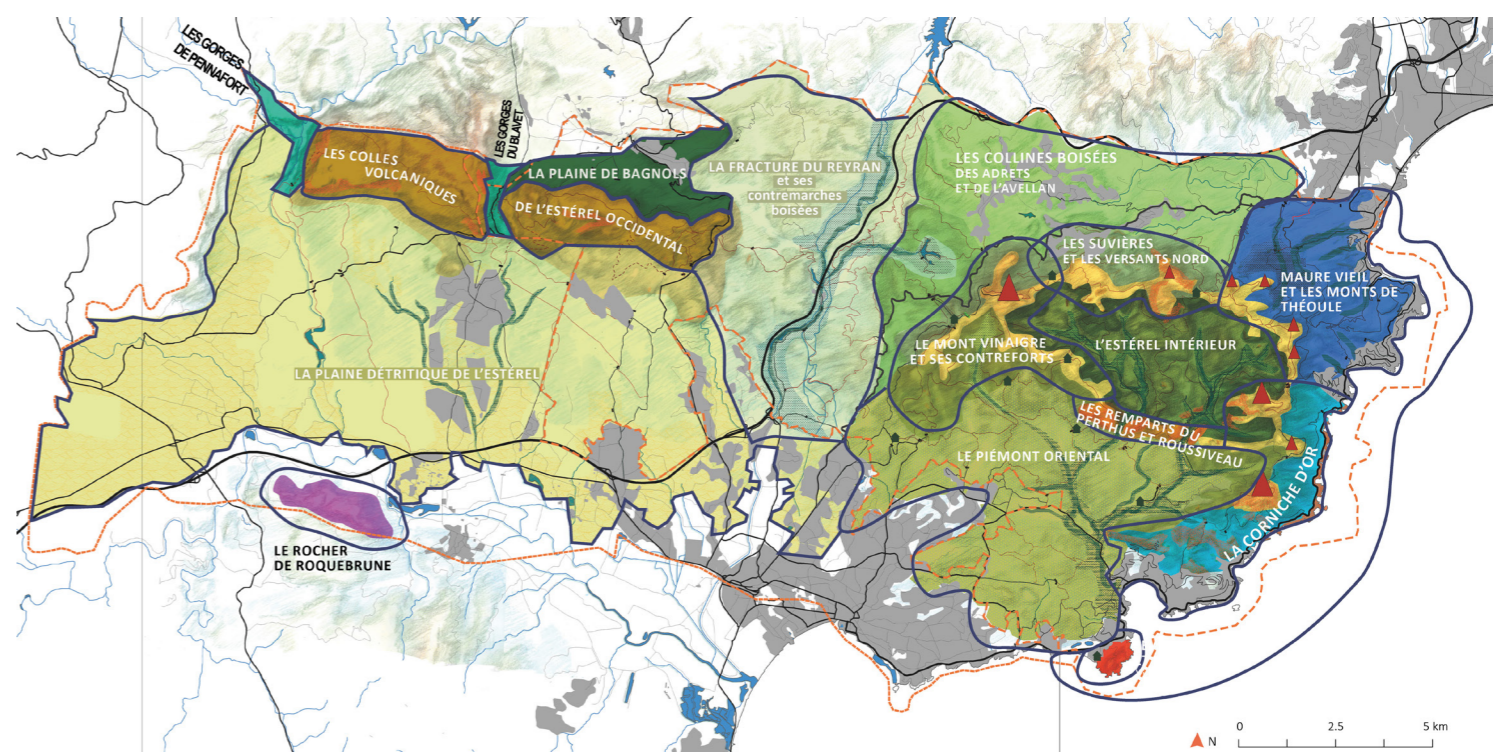 LES GORGES
DE PENNAFORT
LES COLLES
VOLCANIQUES
LES GORGES
DU BLAVET
LA PLAINE DE BAGNOLS
DE L'ESTÉREL OCCIDENTAL
LA FRACTURE DU REYRAN
et ses
contremarches
boisées
LES COLLINES BOISÉES
DES ADRETS
ET DE L'AVELLAN
LES SUVIÈRES
ET LES VERSANTS NORD
MAURE VIEIL
ET LES MONTS DE
THÉOULE
LE MONT VINAIGRE
ET SES CONTREFORTS
L'ESTÉREL INTÉRIEUR
LA PLAINE DÉTRITIQUE DE L'ESTÉREL
LES REMPARTS DU
PERTHUS ET ROUSSIVEAU
LE PIÉMONT ORIENTAL
LA CORNICHE D'OR
LE ROCHER
DE ROQUEBRUNE
N
0 2.5 5 km